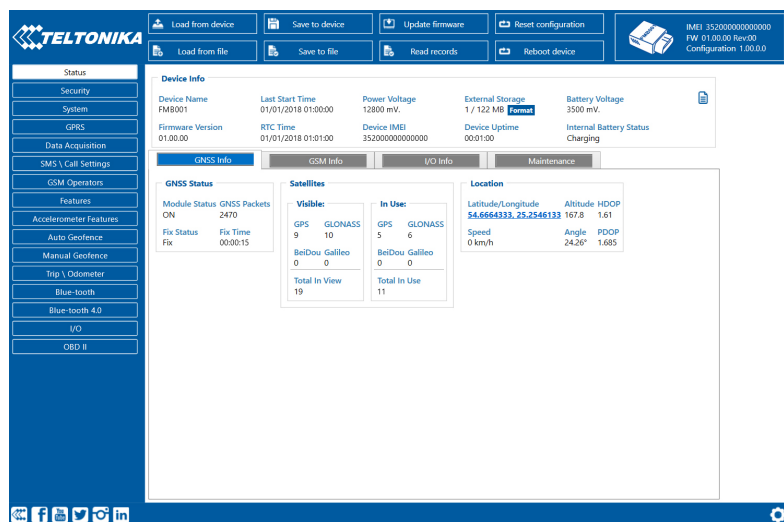 TELTONIKA
Load from device
Save to device
Update firmware
Reset configuration
Load from file
Save to file
Read records
Reboot device
IMEI 352000000000000
FW 01.00.00 Rev:00
Configuration 1.00.0.0
Status
Security
System
GPRS
Data Acquisition
SMS \ Call Settings
GSM Operators
Features
Accelerometer Features
Auto Geofence
Manual Geofence
Trip \ Odometer
Blue-tooth
Blue-tooth 4.0
I/O
OBD II
Device Info
Device Name Last Start Time Power Voltage External Storage Battery Voltage
FMB001 01/01/2018 01:00:00 12800 mV. 1 / 122 MB Format 3500 mV.
Firmware Version RTC Time Device IMEI Device Uptime Internal Battery Status
01.00.00 01/01/2018 01:01:00 352000000000000 00:01:00 Charging
GNSS Info GSM Info I/O Info Maintenance
GNSS Status
Module Status GNSS Packets
ON 2470
Fix Status Fix Time
Fix 00:00:15
Satellites
Visible:
GPS GLONASS
9 10
BeiDou Galileo
0 0
Total In View
19
In Use:
GPS GLONASS
5 6
BeiDou Galileo
0 0
Total In Use
11
Location
Latitude/Longitude Altitude HDOP
54.6664333, 25.2546133 167.8 1.61
Speed Angle PDOP
0 km/h 24.26° 1.685